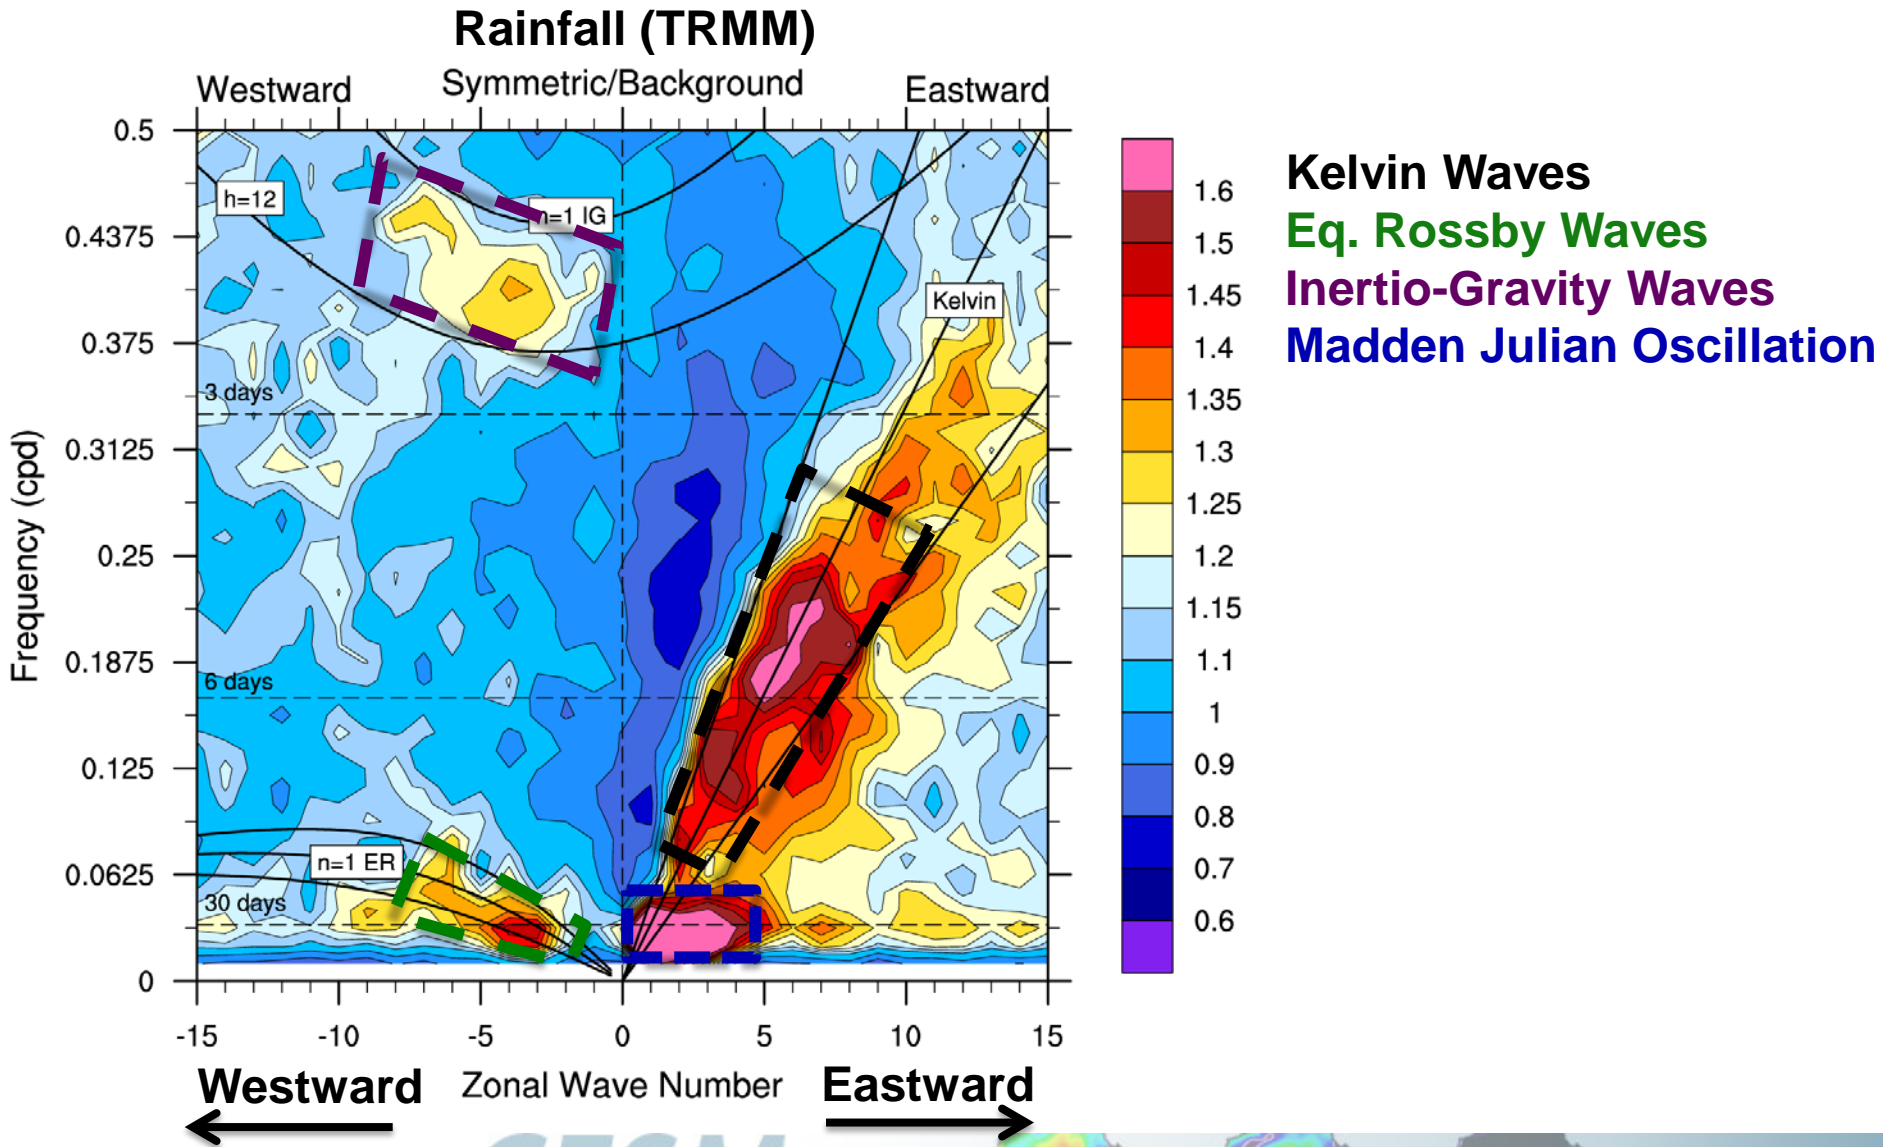 Rainfall (TRMM)
Westward
Symmetric/Background
Eastward
0.5
0.4375
0.375
0.3125
0.25
0.1875
0.125
0.0625
0
Frequency (cpd)
h=12
n=1 IG
Kelvin
3 days
6 days
n=1 ER
30 days
-15 -10 -5 0 5 10 15
Westward
Zonal Wave Number
Eastward
1.6
1.5
1.45
1.4
1.35
1.3
1.25
1.2
1.15
1.1
1
0.9
0.8
0.7
0.6
Kelvin Waves
Eq. Rossby Waves
Inertio-Gravity Waves
Madden Julian Oscillation